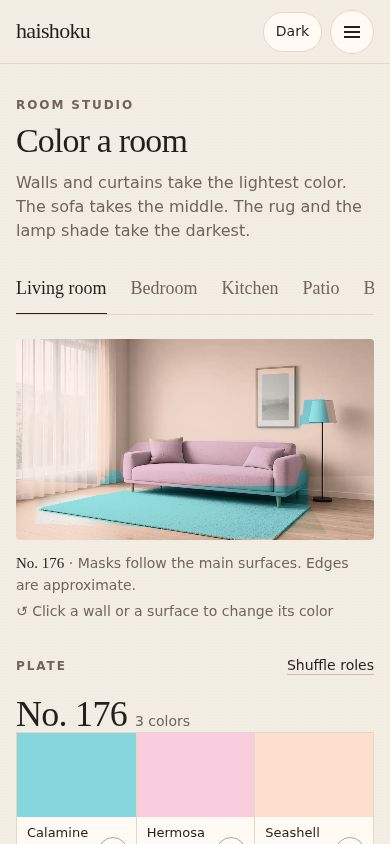 haishoku
Dark
ROOM STUDIO
Color a room
Walls and curtains take the lightest color.
The sofa takes the middle. The rug and the
lamp shade take the darkest.
Living room Bedroom Kitchen Patio B
No. 176 · Masks follow the main surfaces. Edges
are approximate.
↺ Click a wall or a surface to change its color
PLATE
Shuffle roles
No. 176 3 colors
Calamine Hermosa Seashell